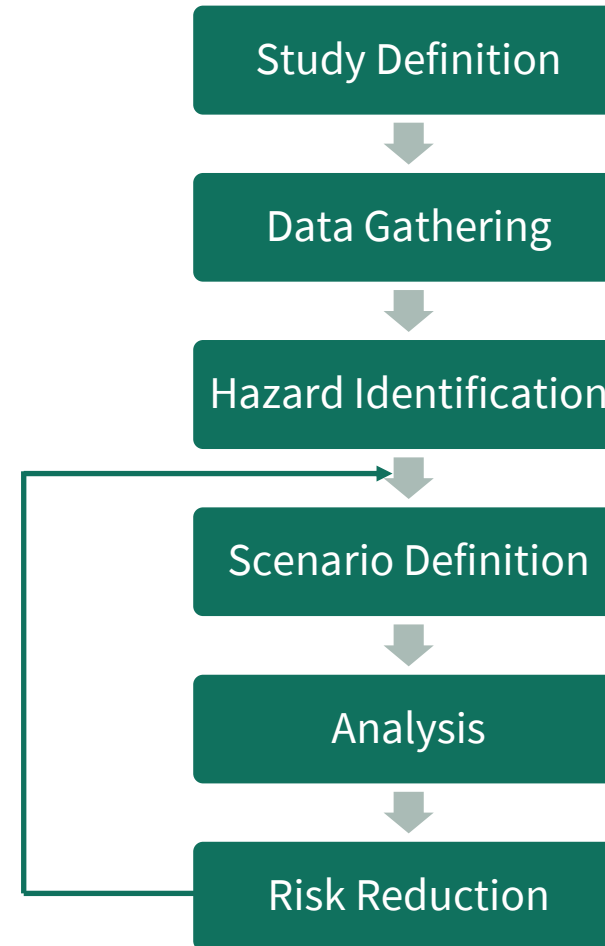 Study Definition
Data Gathering
Hazard Identification
Scenario Definition
Analysis
Risk Reduction